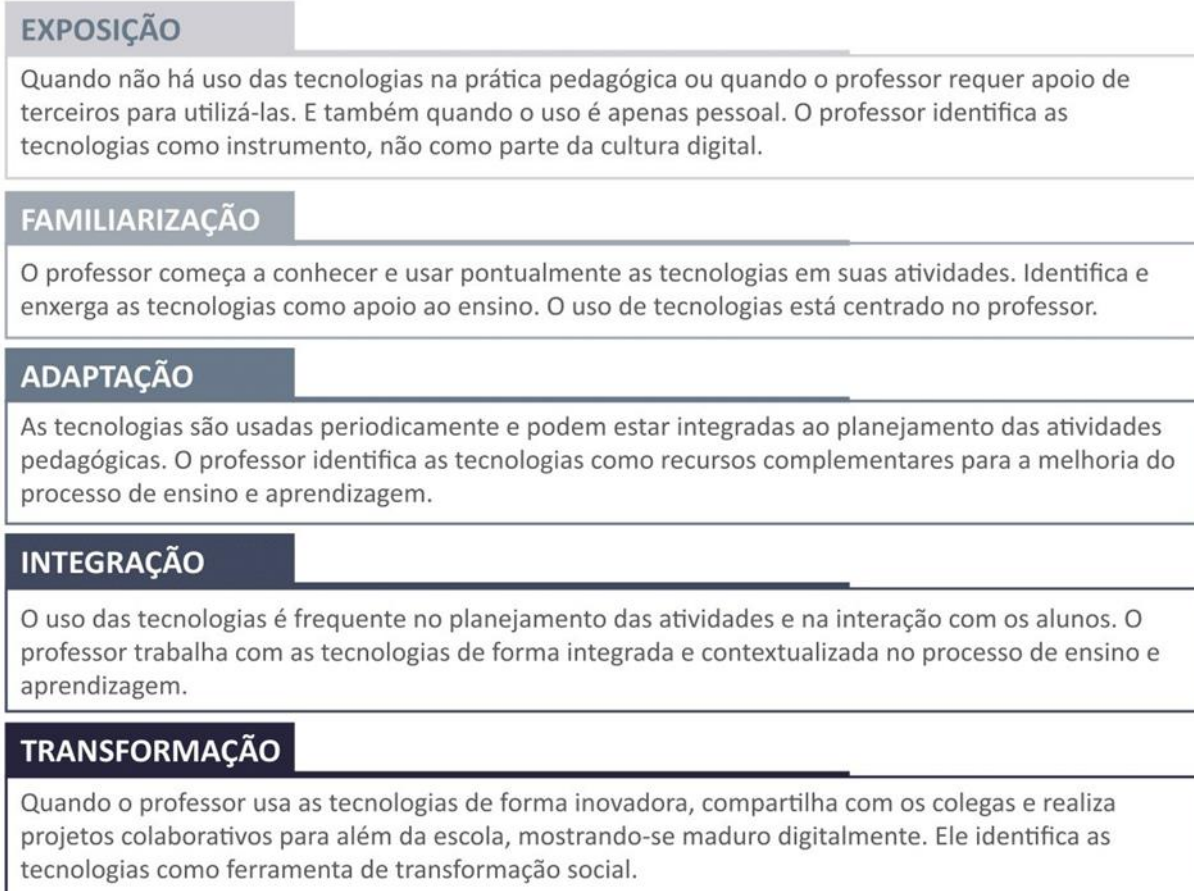 EXPOSIÇÃO
Quando não há uso das tecnologias na prática pedagógica ou quando o professor requer apoio de
terceiros para utilizá-las. E também quando o uso é apenas pessoal. O professor identifica as
tecnologias como instrumento, não como parte da cultura digital.
FAMILIARIZAÇÃO
O professor começa a conhecer e usar pontualmente as tecnologias em suas atividades. Identifica e
enxerga as tecnologias como apoio ao ensino. O uso de tecnologias está centrado no professor.
ADAPTAÇÃO
As tecnologias são usadas periodicamente e podem estar integradas ao planejamento das atividades
pedagógicas. O professor identifica as tecnologias como recursos complementares para a melhoria do
processo de ensino e aprendizagem.
INTEGRAÇÃO
O uso das tecnologias é frequente no planejamento das atividades e na interação com os alunos. O
professor trabalha com as tecnologias de forma integrada e contextualizada no processo de ensino e
aprendizagem.
TRANSFORMAÇÃO
Quando o professor usa as tecnologias de forma inovadora, compartilha com os colegas e realiza
projetos colaborativos para além da escola, mostrando-se maduro digitalmente. Ele identifica as
tecnologias como ferramenta de transformação social.